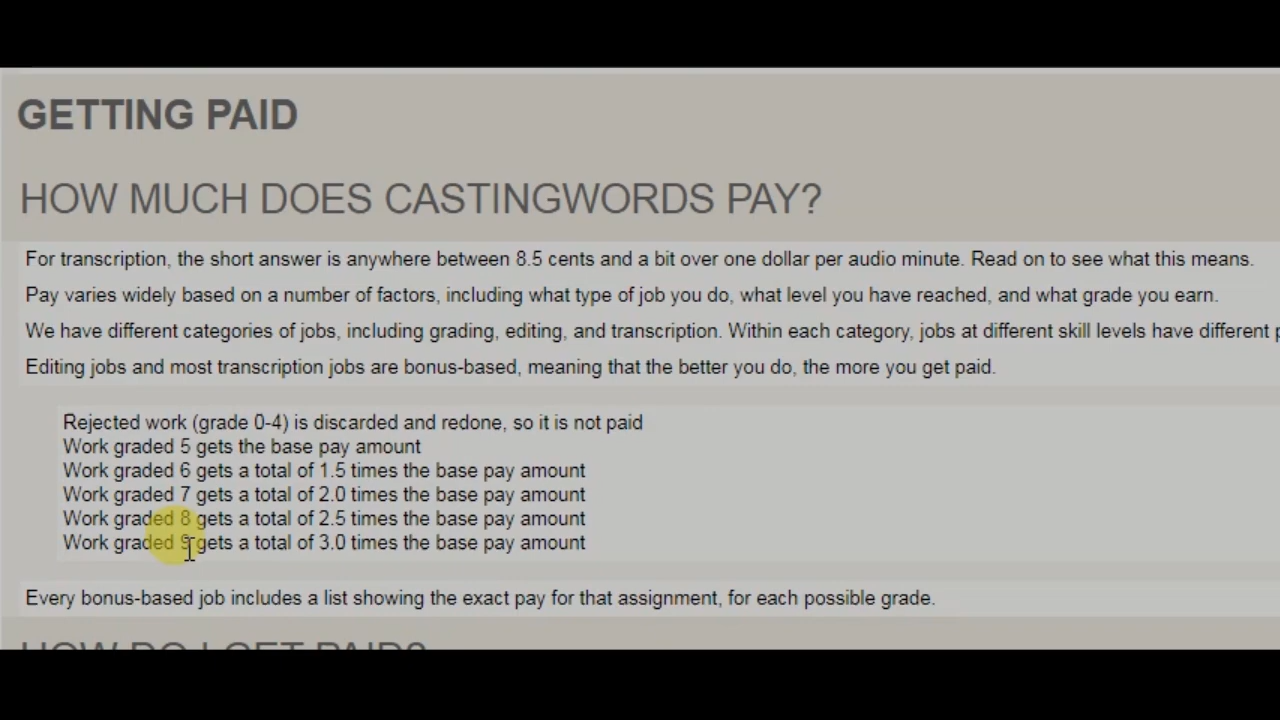 GETTING PAID
HOW MUCH DOES CASTINGWORDS PAY?
For transcription, the short answer is anywhere between 8.5 cents and a bit over one dollar per audio minute. Read on to see what this means.
Pay varies widely based on a number of factors, including what type of job you do, what level you have reached, and what grade you earn.
We have different categories of jobs, including grading, editing, and transcription. Within each category, jobs at different skill levels have different
Editing jobs and most transcription jobs are bonus-based, meaning that the better you do, the more you get paid.
Rejected work (grade 0-4) is discarded and redone, so it is not paid
Work graded 5 gets the base pay amount
Work graded 6 gets a total of 1.5 times the base pay amount
Work graded 7 gets a total of 2.0 times the base pay amount
Work graded 8 gets a total of 2.5 times the base pay amount
Work graded 9 gets a total of 3.0 times the base pay amount
Every bonus-based job includes a list showing the exact pay for that assignment, for each possible grade.
HOW DO I GET PAID?